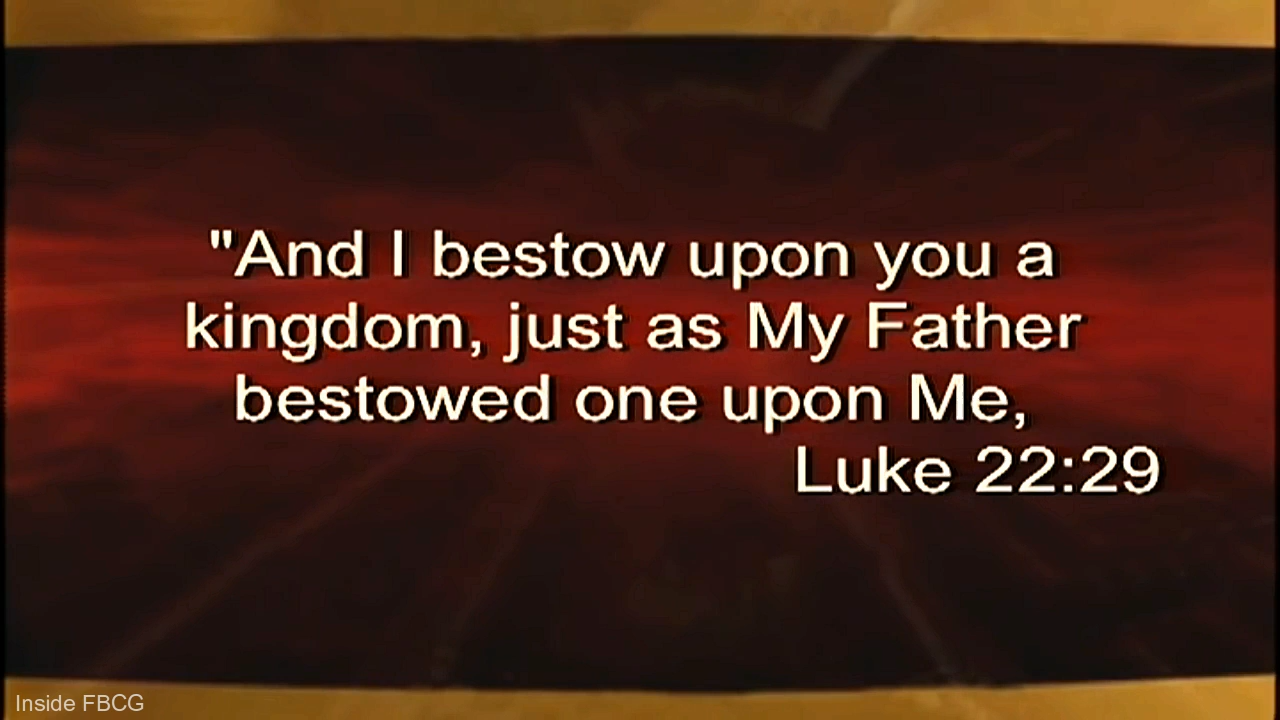 "And I bestow upon you a
kingdom, just as My Father
bestowed one upon Me,
Luke 22:29
Inside FBCG